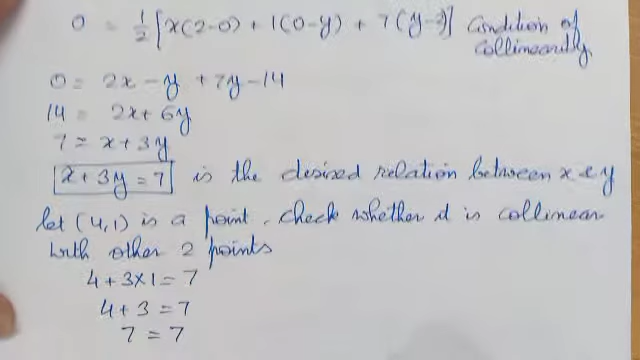 0 = 1/2 [x(2-0) + 1(0-y) + 7(y-2)] Condition of
collinearity
0 = 2x - y + 7y - 14
14 = 2x + 6y
7 = x + 3y
x + 3y = 7 is the desired relation between x & y
let (4,1) is a point. check whether it is collinear
with other 2 points
4 + 3×1 = 7
4 + 3 = 7
7 = 7